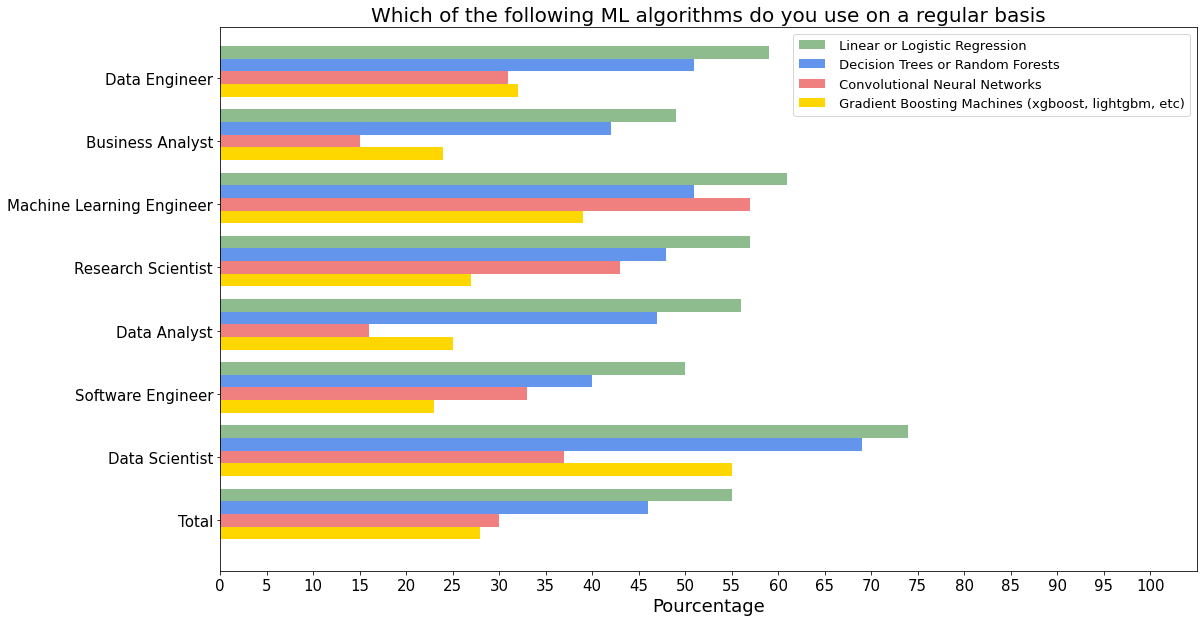 Which of the following ML algorithms do you use on a regular basis
Linear or Logistic Regression
Decision Trees or Random Forests
Convolutional Neural Networks
Gradient Boosting Machines (xgboost, lightgbm, etc)
Data Engineer
Business Analyst
Machine Learning Engineer
Research Scientist
Data Analyst
Software Engineer
Data Scientist
Total
0 5 10 15 20 25 30 35 40 45 50 55 60 65 70 75 80 85 90 95 100
Pourcentage